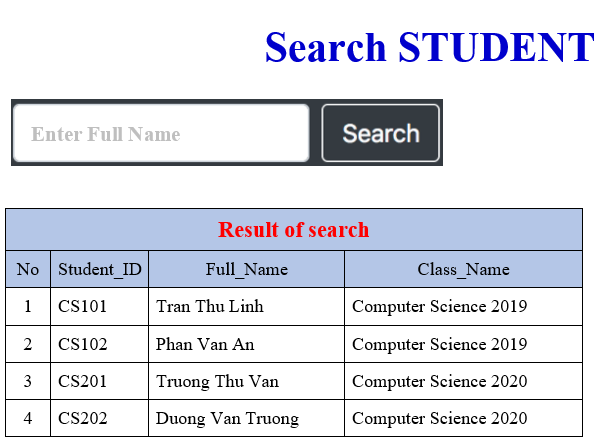 Search STUDENT
Enter Full Name Search
Result of search
No Student_ID Full_Name Class_Name
1 CS101 Tran Thu Linh Computer Science 2019
2 CS102 Phan Van An Computer Science 2019
3 CS201 Truong Thu Van Computer Science 2020
4 CS202 Duong Van Truong Computer Science 2020